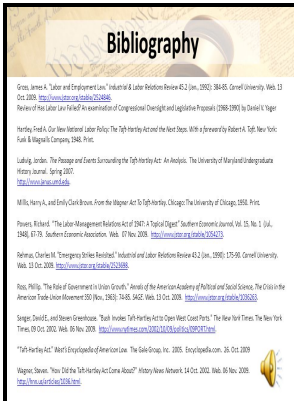 Bibliography
Gross, James A. "Labor and Employment Law." Industrial & Labor Relations Review 45.2 (Jan., 1992): 384-85. Cornell University. Web. 13
Oct. 2009. http://www.jstor.org/stable/2524846.
Review of Has Labor Law Failed? An examination of Congressional Oversight and Legislative Proposals (1968-1990) by Daniel V. Yager
Hartley, Fred A. Our New National Labor Policy: The Taft-Hartley Act and the Next Steps. With a foreword by Robert A. Taft. New York:
Funk & Wagnalls Company, 1948. Print.
Ludwig, Jordan. The Passage and Events Surrounding the Taft-Hartley Act: An Analysis. The University of Maryland Undergraduate
History Journal. Spring 2007.
http://www.janus.umd.edu.
Millis, Harry A., and Emily Clark Brown. From the Wagner Act To Taft-Hartley. Chicago: The University of Chicago, 1950. Print.
Powers, Richard. "The Labor-Management Relations Act of 1947: A Topical Digest" Southern Economic Journal, Vol. 15, No. 1 (Jul.,
1948), 67-79. Southern Economic Association. Web. 07 Nov. 2009. http://www.jstor.org/stable/1054273.
Rehmus, Charles M. "Emergency Strikes Revisited." Industrial and Labor Relations Review 43.2 (Jan., 1990): 175-90. Cornell University.
Web. 13 Oct. 2009. http://www.jstor.org/stable/2523698.
Ross, Phillip. "The Role of Government in Union Growth." Annals of the American Academy of Political and Social Science, The Crisis in the
American Trade-Union Movement 350 (Nov., 1963): 74-85. SAGE. Web. 13 Oct. 2009. http://www.jstor.org/stable/1036263.
Senger, David E., and Steven Greenhouse. "Bush Invokes Taft-Hartley Act to Open West Coast Ports." The New York Times. The New York
Times, 09 Oct. 2002. Web. 06 Nov. 2009. http://www.nytimes.com/2002/10/09/politics/09PORT.html.
"Taft-Hartley Act." West's Encyclopedia of American Law. The Gale Group, Inc. 2005. Encyclopedia.com. 26. Oct. 2009
Wagner, Steven. "How Did the Taft-Hartley Act Come About?" History News Network, 14 Oct. 2002. Web. 06 Nov. 2009.
http://hnn.us/articles/1036.html.